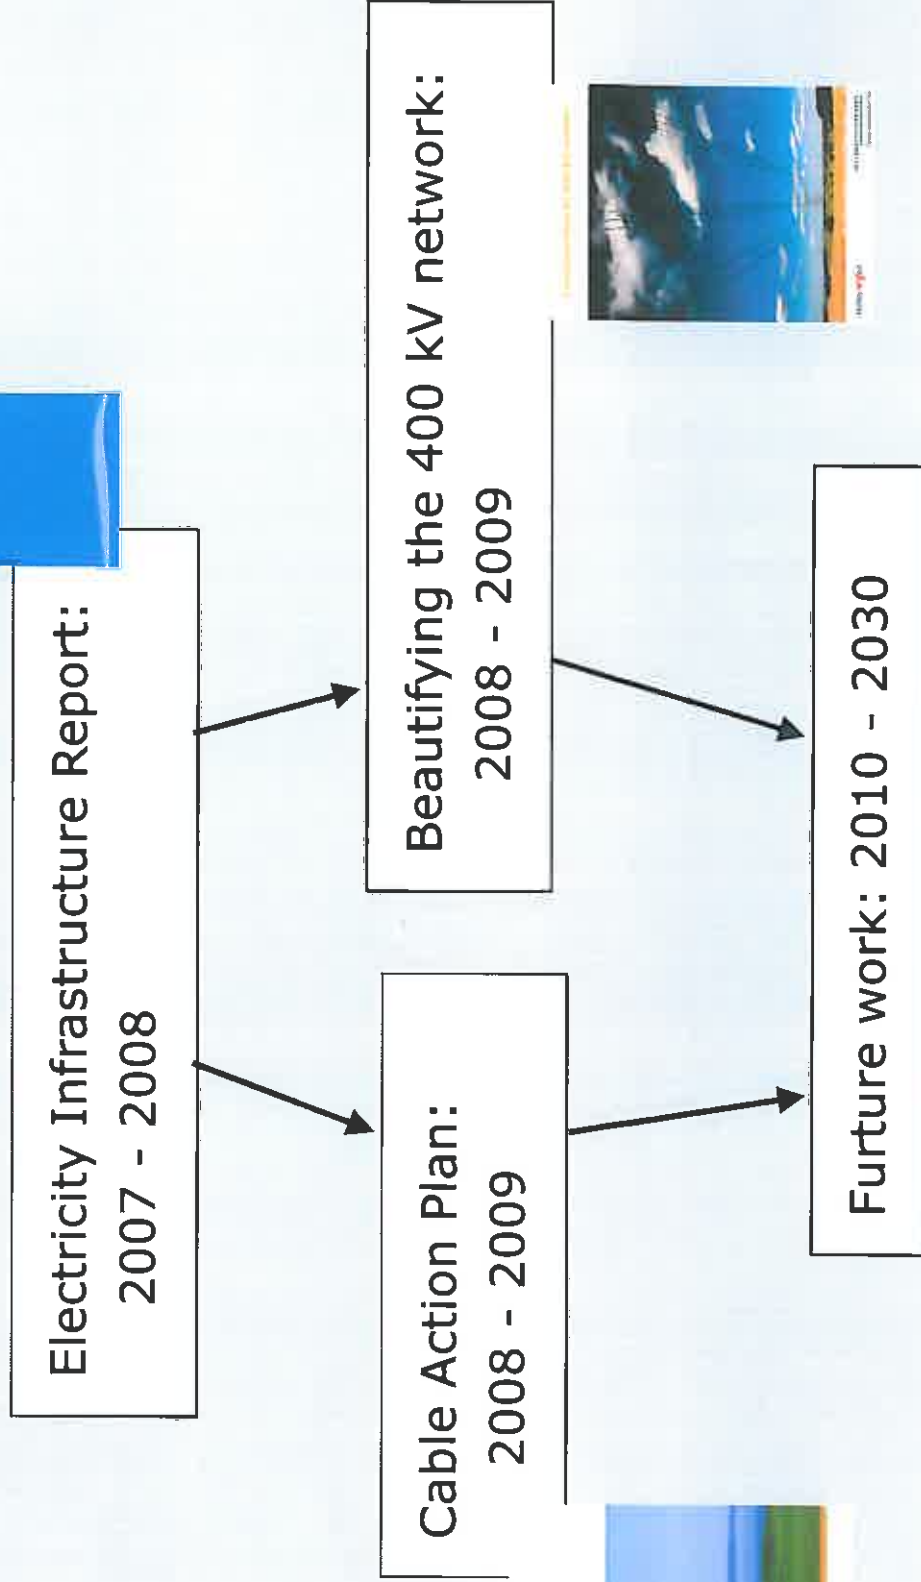 Electricity Infrastructure Report:
2007 - 2008
Cable Action Plan:
2008 - 2009
Beautifying the 400 kV network:
2008 - 2009
Furture work: 2010 - 2030